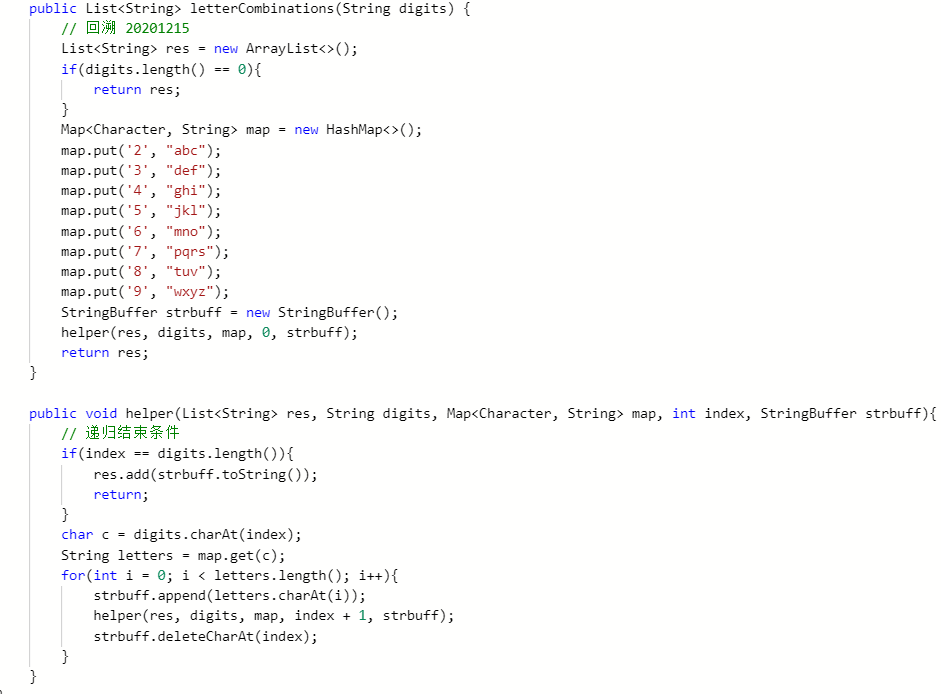 public List<String> letterCombinations(String digits) {
// 回溯 20201215
List<String> res = new ArrayList<>();
if(digits.length() == 0){
return res;
}
Map<Character, String> map = new HashMap<>();
map.put('2', "abc");
map.put('3', "def");
map.put('4', "ghi");
map.put('5', "jkl");
map.put('6', "mno");
map.put('7', "pqrs");
map.put('8', "tuv");
map.put('9', "wxyz");
StringBuffer strbuff = new StringBuffer();
helper(res, digits, map, 0, strbuff);
return res;
}
public void helper(List<String> res, String digits, Map<Character, String> map, int index, StringBuffer strbuff){
// 递归结束条件
if(index == digits.length()){
res.add(strbuff.toString());
return;
}
char c = digits.charAt(index);
String letters = map.get(c);
for(int i = 0; i < letters.length(); i++){
strbuff.append(letters.charAt(i));
helper(res, digits, map, index + 1, strbuff);
strbuff.deleteCharAt(index);
}
}